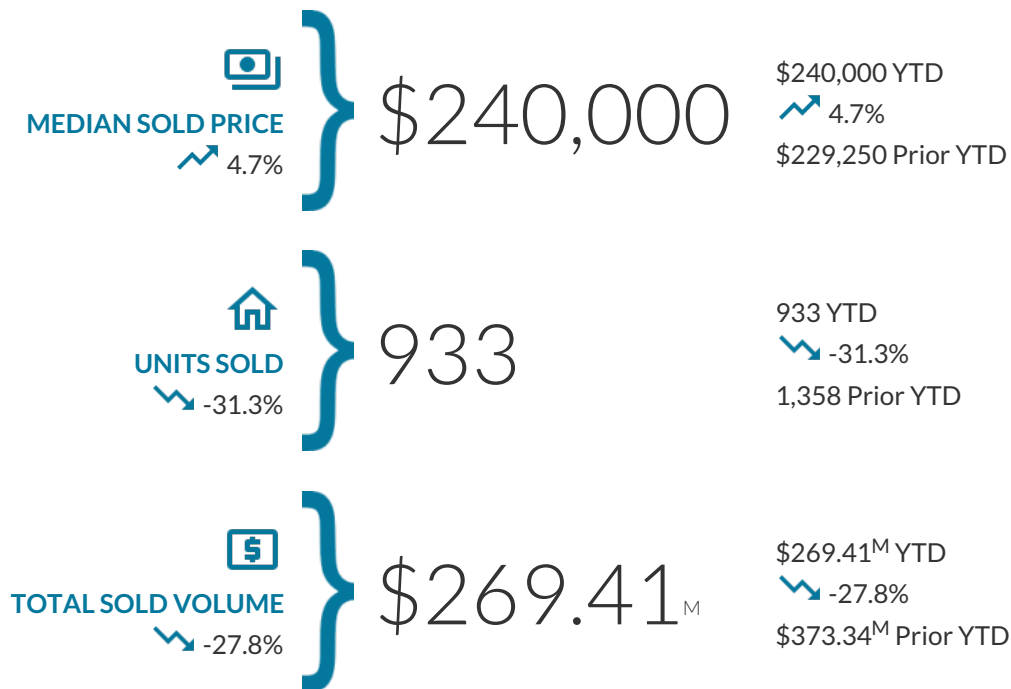 MEDIAN SOLD PRICE
4.7%
$240,000
$240,000 YTD
4.7%
$229,250 Prior YTD
UNITS SOLD
-31.3%
933
933 YTD
-31.3%
1,358 Prior YTD
TOTAL SOLD VOLUME
-27.8%
$269.41M
$269.41M YTD
-27.8%
$373.34M Prior YTD